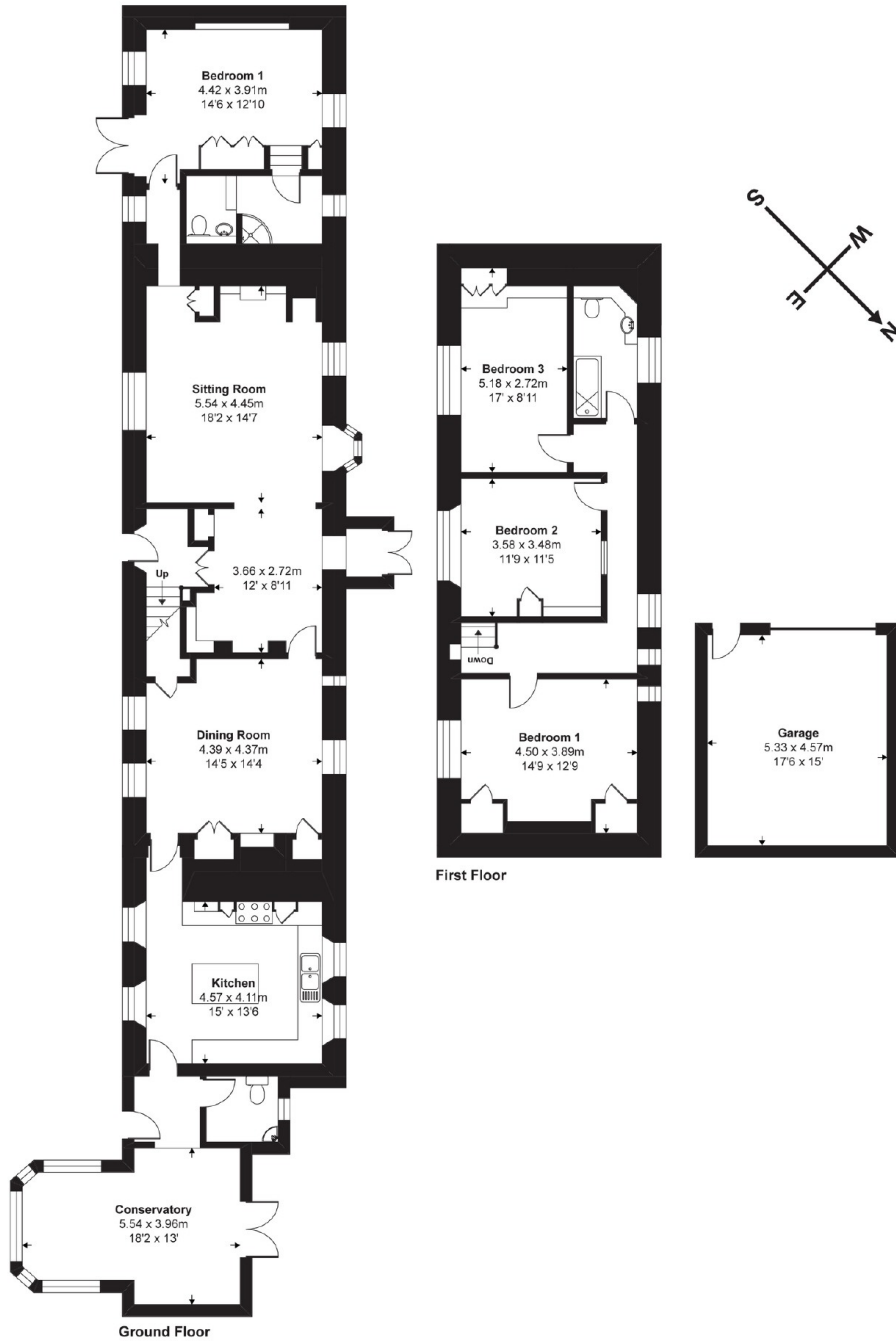 Bedroom 1
4.42 x 3.91m
14'6 x 12'10
Sitting Room
5.54 x 4.45m
18'2 x 14'7
3.66 x 2.72m
12' x 8'11
Up
Dining Room
4.39 x 4.37m
14'5 x 14'4
Kitchen
4.57 x 4.11m
15' x 13'6
Conservatory
5.54 x 3.96m
18'2 x 13'
Ground Floor
Bedroom 3
5.18 x 2.72m
17' x 8'11
Bedroom 2
3.58 x 3.48m
11'9 x 11'5
Down
Bedroom 1
4.50 x 3.89m
14'9 x 12'9
First Floor
S
W
E
N
Garage
5.33 x 4.57m
17'6 x 15'